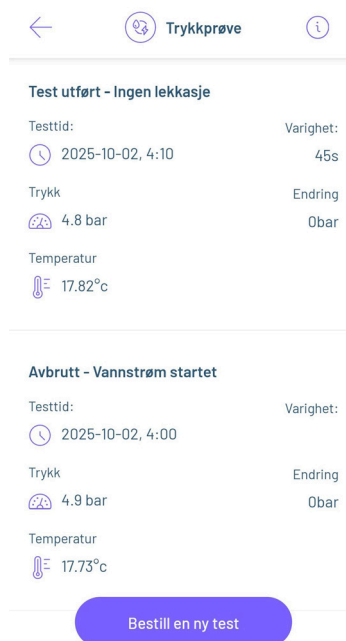 Trykkprøve
Test utført - Ingen lekkasje
Testtid:
Varighet:
2025-10-02, 4:10
45s
Trykk
Endring
4.8 bar
0bar
Temperatur
17.82°c
Avbrutt - Vannstrøm startet
Testtid:
Varighet:
2025-10-02, 4:00
Trykk
Endring
4.9 bar
0bar
Temperatur
17.73°c
Bestill en ny test